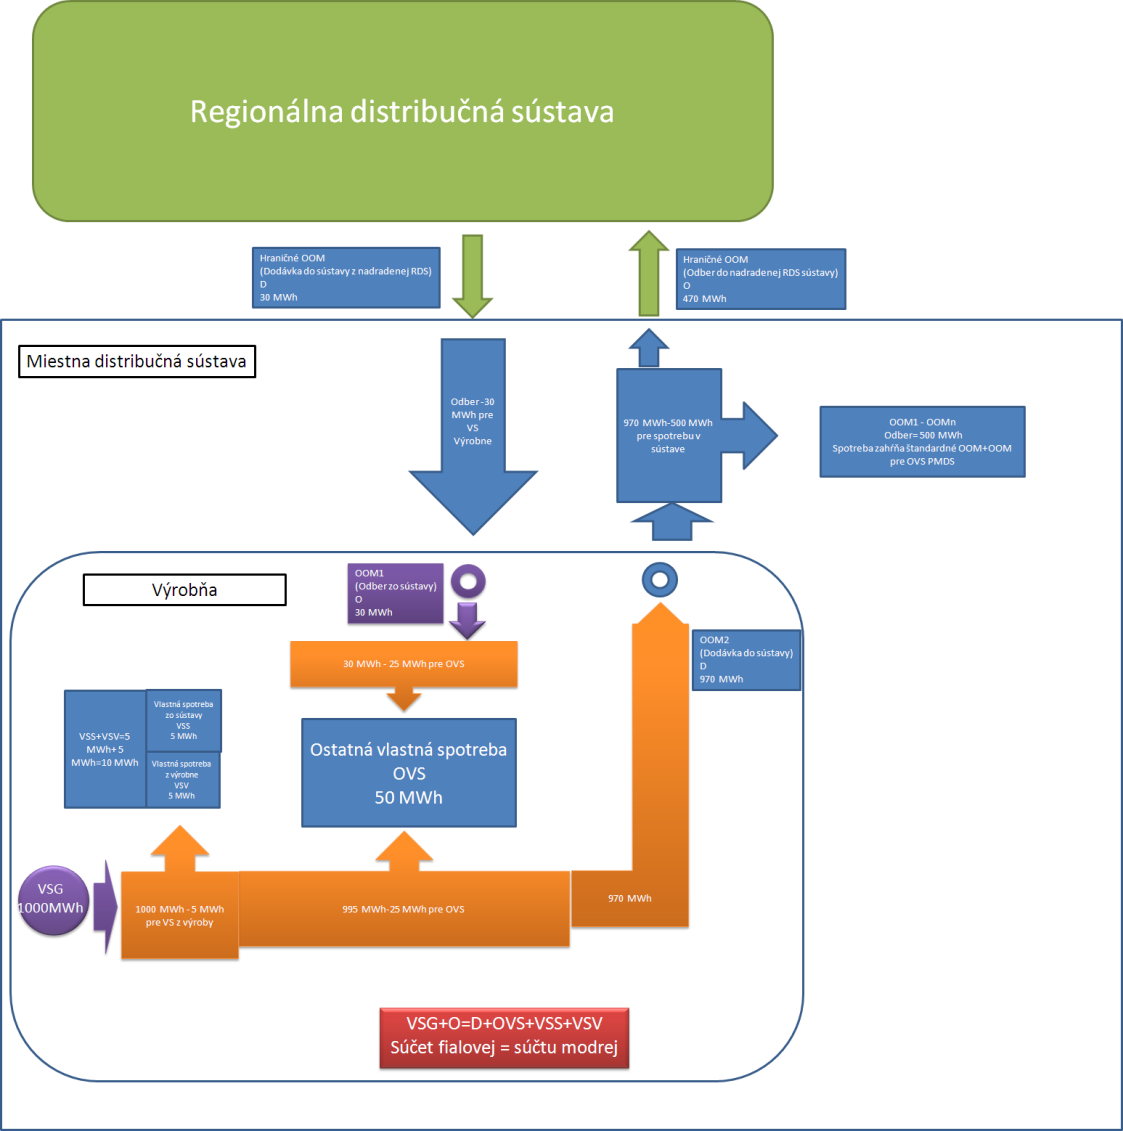 Regionálna distribučná sústava
Hraničné OOM
(Dodávka do sústavy z nadradenej RDS)
D
30 MWh
Hraničné OOM
(Odber do nadradenej RDS sústavy)
O
470 MWh
Miestna distribučná sústava
Odber -30
MWh pre
VS
Výrobne
970 MWh-500 MWh
pre spotrebu v
sústave
OOM1 - OOMn
Odber= 500 MWh
Spotreba zahŕňa štandardné OOM+OOM
pre OVS PMDS
Výrobňa
OOM1
(Odber zo sústavy)
O
30 MWh
30 MWh - 25 MWh pre OVS
OOM2
(Dodávka do sústavy)
D
970 MWh
VSS+VSV=5
MWh+ 5
MWh=10 MWh
Vlastná spotreba
zo sústavy
VSS
5 MWh
Vlastná spotreba
z výrobne
VSV
5 MWh
Ostatná vlastná spotreba
OVS
50 MWh
VSG
1000MWh
1000 MWh - 5 MWh
pre VS z výroby
995 MWh-25 MWh pre OVS
970 MWh
VSG+O=D+OVS+VSS+VSV
Súčet fialovej = súčtu modrej